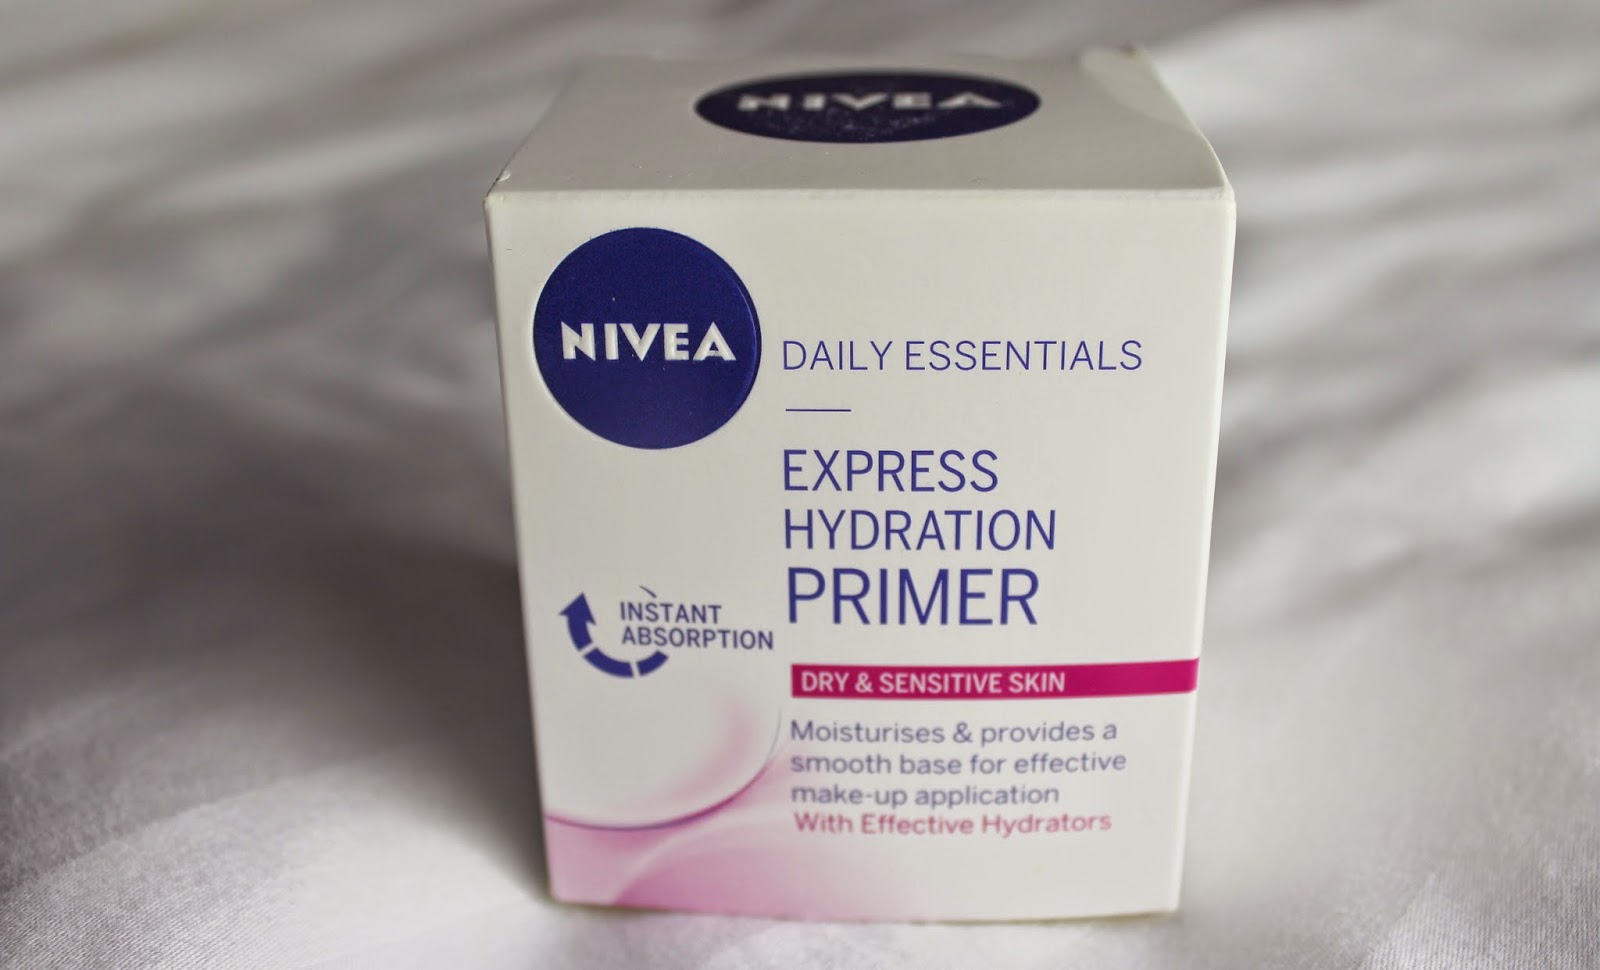 NIVEA
NIVEA
DAILY ESSENTIALS
EXPRESS
HYDRATION
PRIMER
INSTANT
ABSORPTION
DRY & SENSITIVE SKIN
Moisturises & provides a
smooth base for effective
make-up application
With Effective Hydrators